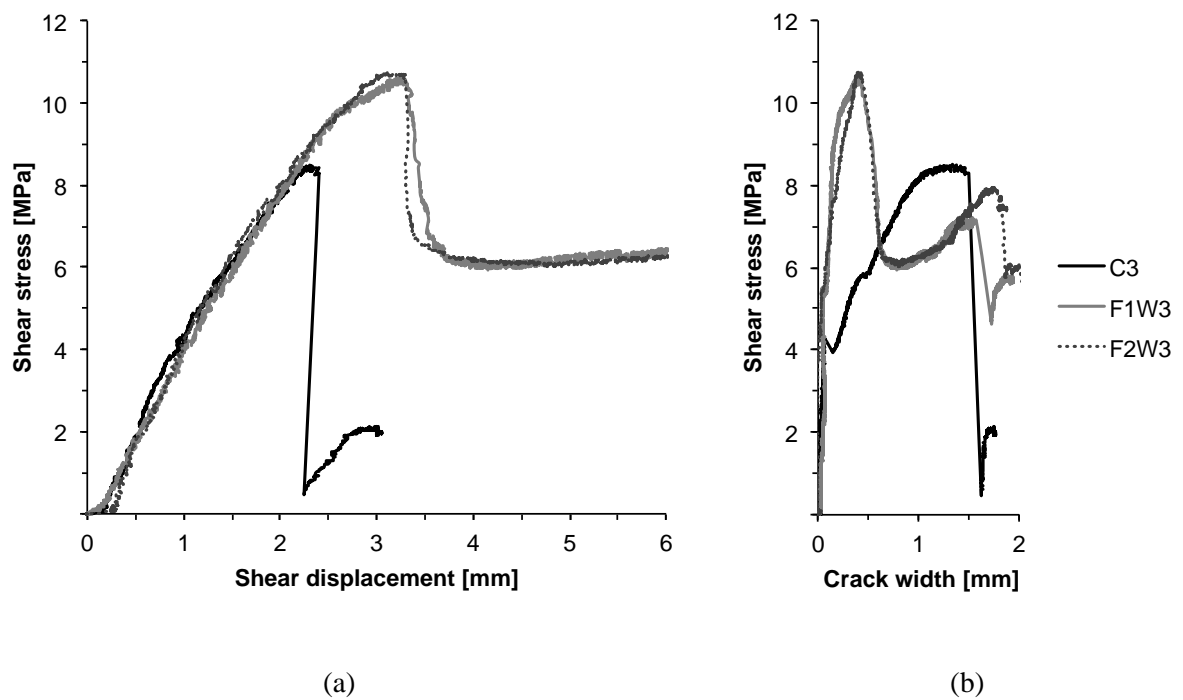 12
10
8
6
4
2
0 1 2 3 4 5 6
Shear stress [MPa]
Shear displacement [mm]
(a)
12
10
8
6
4
2
0 1 2
Shear stress [MPa]
Crack width [mm]
(b)
C3
F1W3
F2W3